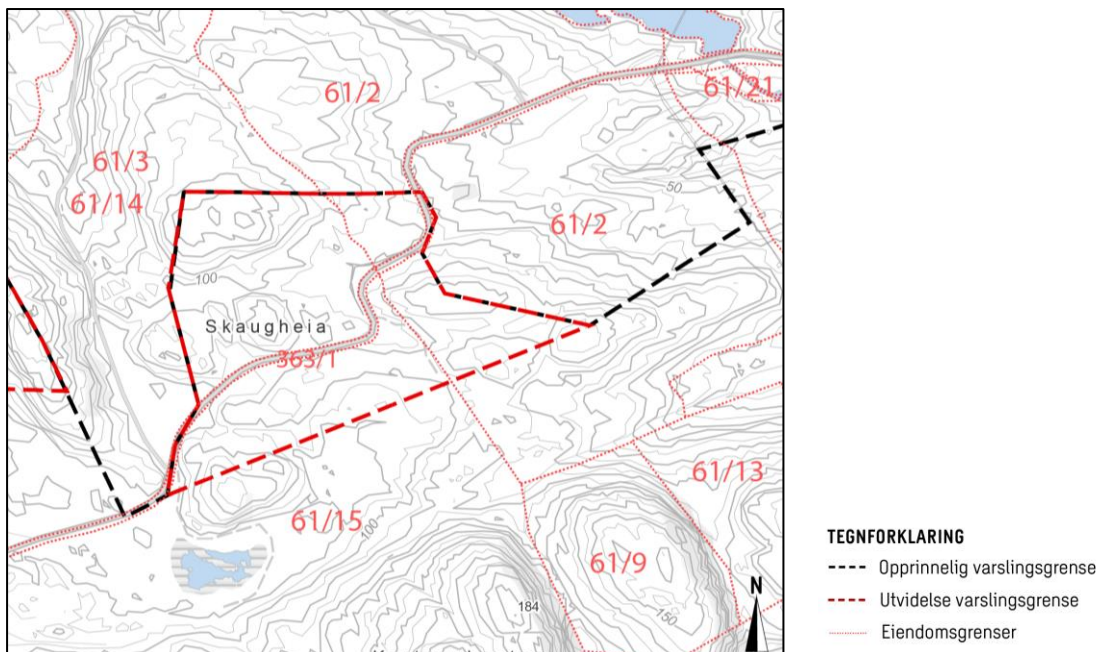 61/2
61/21
61/3
61/14
50
61/2
100
Skaugheia
363/1
61/13
61/15
100
61/9
184
150
N
TEGNFORKLARING
Opprinnelig varslingsgrense
Utvidelse varslingsgrense
Eiendomsgrenser